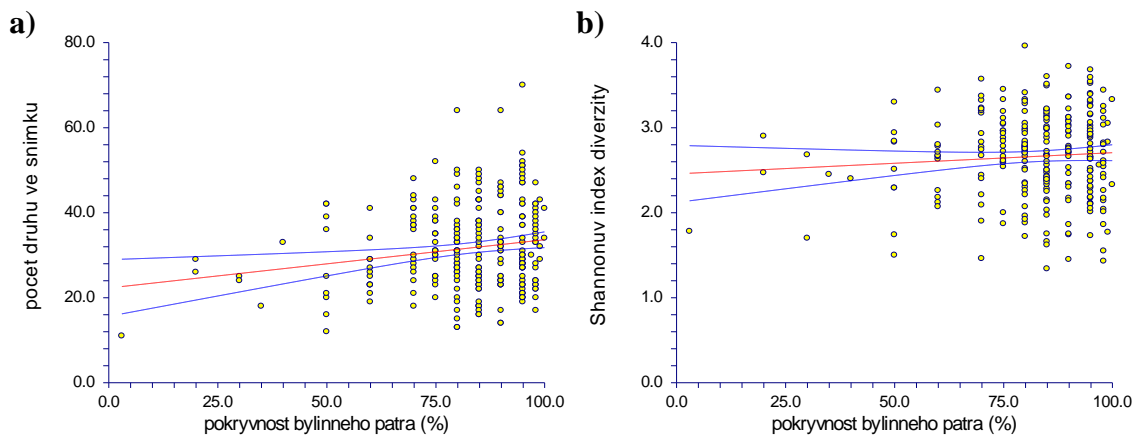 a)
80.0
60.0
40.0
20.0
0.0
pocet druhu ve snimku
0.0 25.0 50.0 75.0 100.0
pokryvnost bylinneho patra (%)
b)
4.0
3.0
2.0
1.0
0.0
Shannonuv index diverzity
0.0 25.0 50.0 75.0 100.0
pokryvnost bylinneho patra (%)